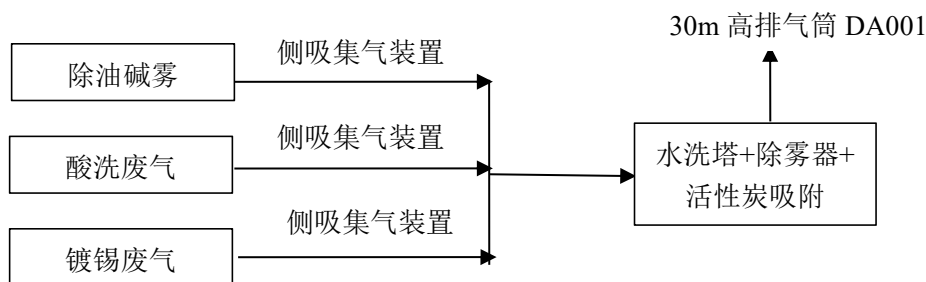 30m 高排气筒 DA001
侧吸集气装置
除油碱雾
侧吸集气装置
酸洗废气
水洗塔+除雾器+
活性炭吸附
侧吸集气装置
镀锡废气